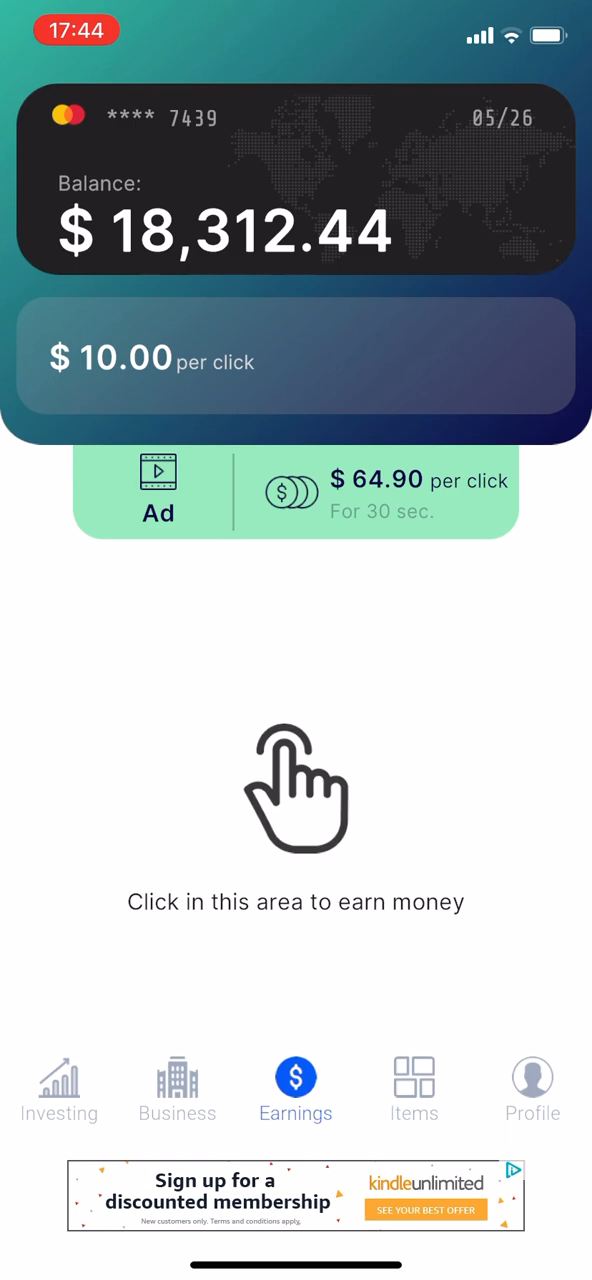 17:44
**** 7439 05/26
Balance:
$ 18,312.44
$ 10.00 per click
Ad
$ 64.90 per click
For 30 sec.
Click in this area to earn money
Investing Business Earnings Items Profile
Sign up for a
discounted membership
New customers only. Terms and conditions apply,
kindleunlimited
SEE YOUR BEST OFFER